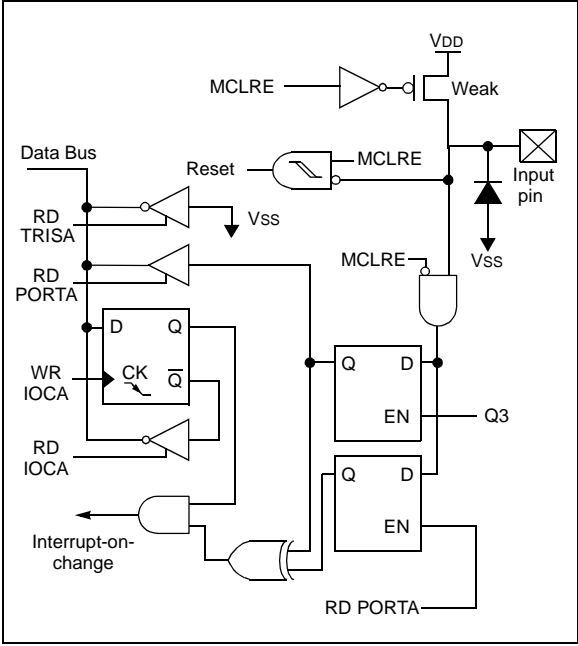 VDD
MCLRE
Weak
Data Bus
Reset
MCLRE
Input
pin
RD
TRISA
VSS
VSS
RD
PORTA
MCLRE
D
Q
WR
IOCA
CK
Q
Q
D
EN
Q3
RD
IOCA
Q
D
EN
Interrupt-on-
change
RD PORTA